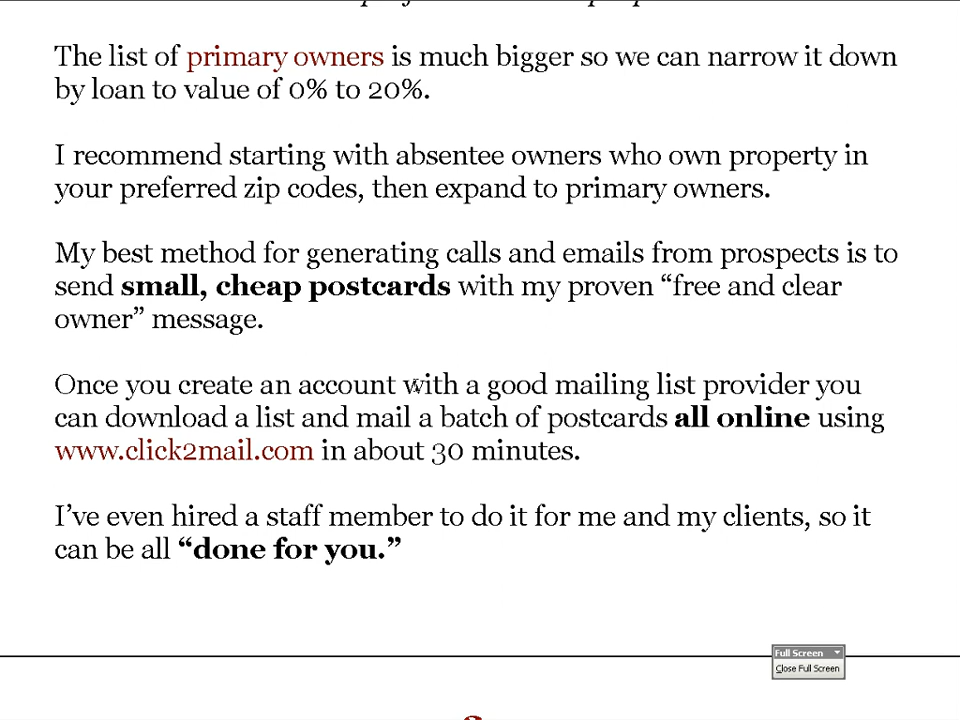 The list of primary owners is much bigger so we can narrow it down
by loan to value of 0% to 20%.
I recommend starting with absentee owners who own property in
your preferred zip codes, then expand to primary owners.
My best method for generating calls and emails from prospects is to
send small, cheap postcards with my proven “free and clear
owner” message.
Once you create an account with a good mailing list provider you
can download a list and mail a batch of postcards all online using
www.click2mail.com in about 30 minutes.
I’ve even hired a staff member to do it for me and my clients, so it
can be all “done for you.”
Full Screen
Close Full Screen